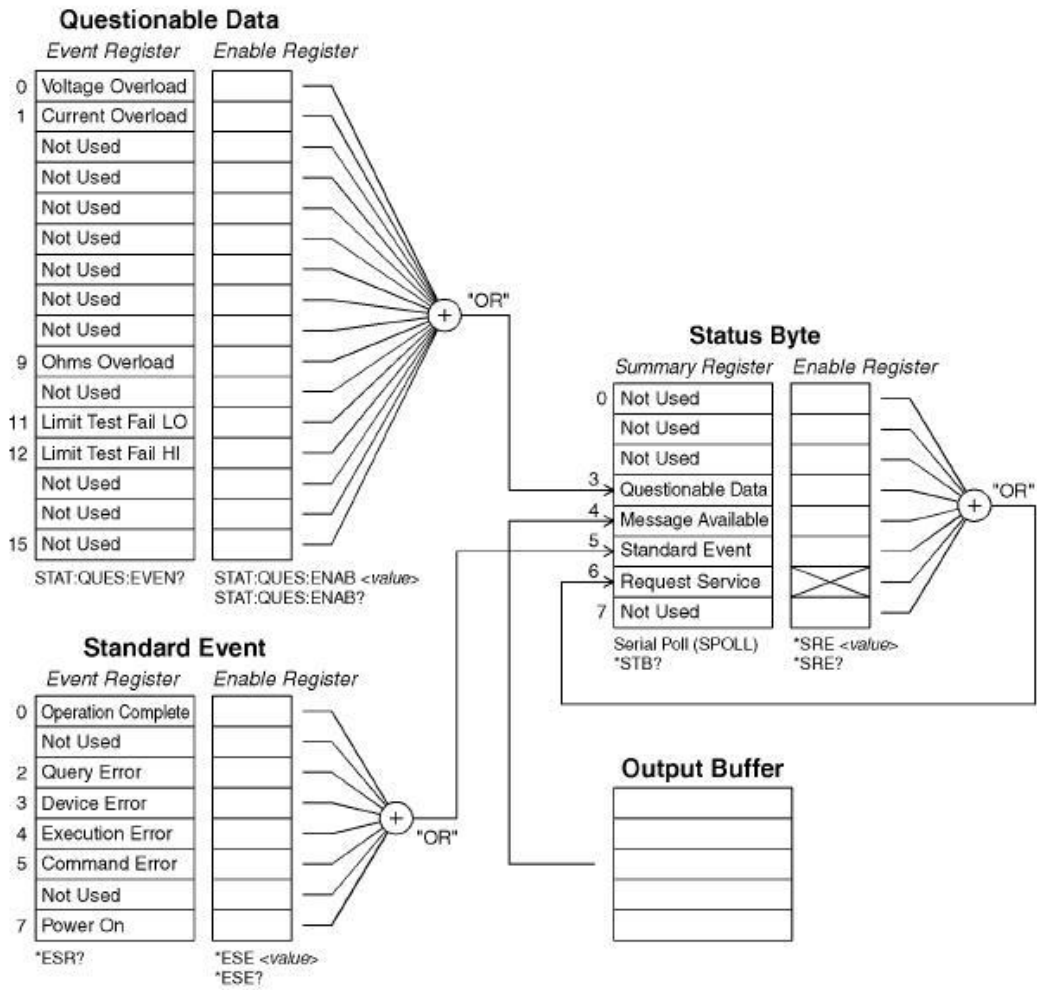 Questionable Data
Event Register Enable Register
0 Voltage Overload
1 Current Overload
Not Used
Not Used
Not Used
Not Used
Not Used
Not Used
Not Used
9 Ohms Overload
Not Used
11 Limit Test Fail LO
12 Limit Test Fail HI
Not Used
Not Used
15 Not Used
STAT:QUES:EVEN?
STAT:QUES:ENAB <value>
STAT:QUES:ENAB?
+
"OR"
Standard Event
Event Register Enable Register
0 Operation Complete
Not Used
2 Query Error
3 Device Error
4 Execution Error
5 Command Error
Not Used
7 Power On
*ESR?
*ESE <value>
*ESE?
+
"OR"
Status Byte
Summary Register Enable Register
0 Not Used
Not Used
Not Used
3 Questionable Data
4 Message Available
5 Standard Event
6 Request Service
7 Not Used
Serial Poll (SPOLL)
*STB?
*SRE <value>
*SRE?
+
"OR"
Output Buffer